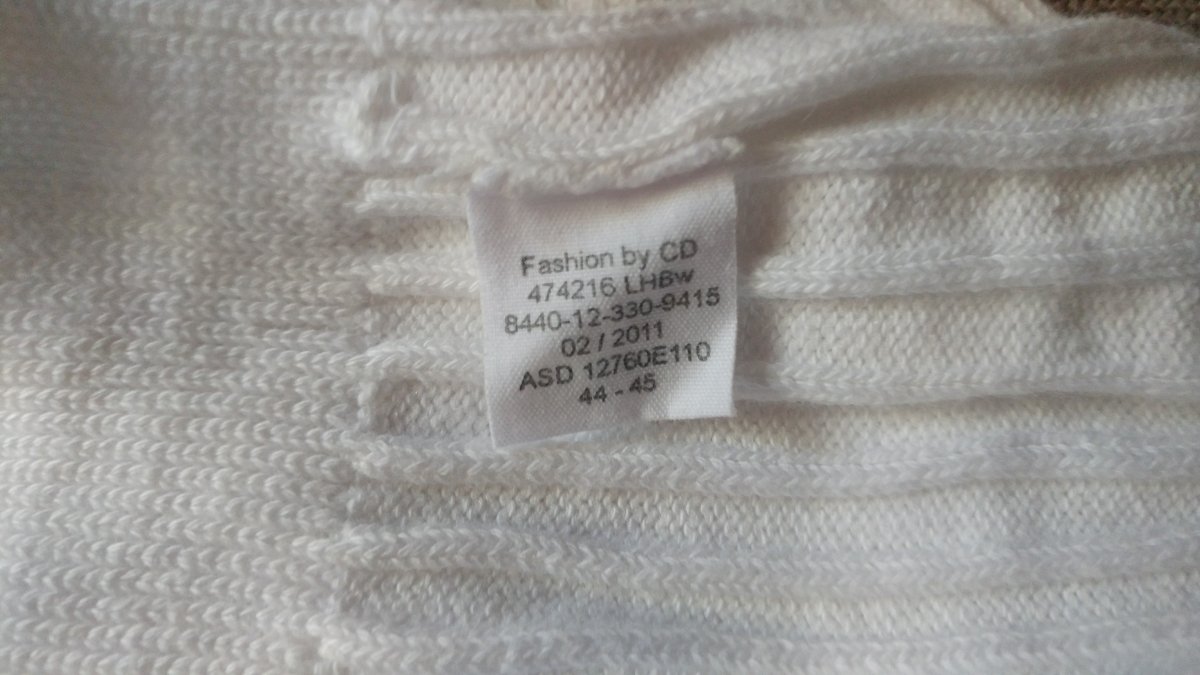 Fashion by CD
474216 LHBw
8440-12-330-9415
02 / 2011
ASD 12760E110
44 - 45